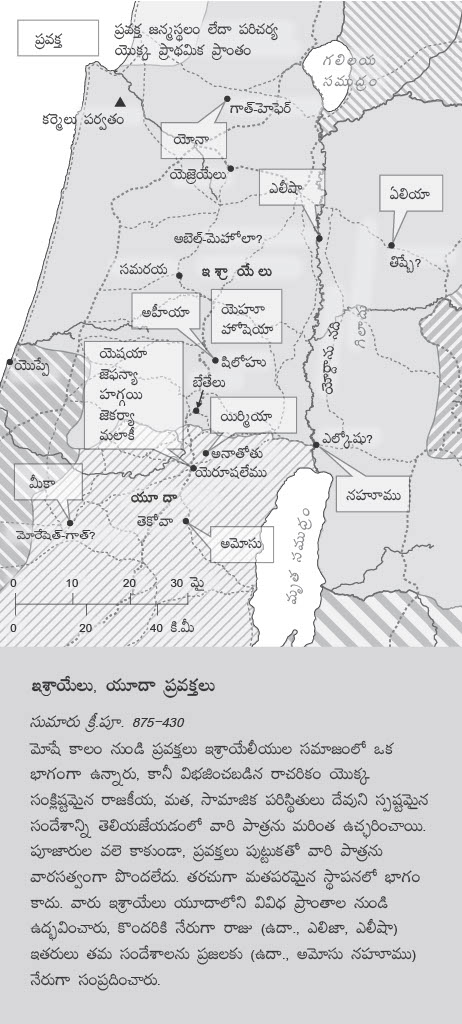 ప్రవక్త
ప్రవక్త జన్మస్థలం లేదా పరిచర్య
యొక్క ప్రాథమిక ప్రాంతం
గలిలయ
సముద్రం
కర్మెలు పర్వతం
గాత్-హెఫెర్
యోనా
యెజ్రెయేలు
ఎలీషా
ఏలియా
అబెల్-మెహోలా?
తిష్బే?
సమరయ
ఇశ్రాయేలు
అహీయా
యెహూ
హోషేయా
గిలాదు
యొర్దాను నది
యొప్పే
షిలోహు
యెషయా
జెఫన్యా
హగ్గయి
జెకర్యా
మలాకీ
బేతేలు
యిర్మియా
ఎల్కోషు?
అనాతోతు
యెరూషలేము
మీకా
నహూము
యూదా
తెకోవా
మోరేషెత్-గాత్?
అమోసు
మృత సముద్రం
0 10 20 30 మై
0 20 40 కి.మీ
ఇశ్రాయేలు, యూదా ప్రవక్తలు
సుమారు క్రీ.పూ. 875-430
మోషే కాలం నుండి ప్రవక్తలు ఇశ్రాయేలీయుల సమాజంలో ఒక
భాగంగా ఉన్నారు, కానీ విభజించబడిన రాచరికం యొక్క
సంక్లిష్టమైన రాజకీయ, మత, సామాజిక పరిస్థితులు దేవుని స్పష్టమైన
సందేశాన్ని తెలియజేయడంలో వారి పాత్రను మరింత ఉచ్ఛరించాయి.
పూజారుల వలె కాకుండా, ప్రవక్తలు పుట్టుకతో వారి పాత్రను
వారసత్వంగా పొందలేదు. తరచుగా మతపరమైన స్థాపనలో భాగం
కాదు. వారు ఇశ్రాయేలు యూదాలోని వివిధ ప్రాంతాల నుండి
ఉద్భవించారు, కొందరికి నేరుగా రాజు (ఉదా., ఎలిజా, ఎలీషా)
ఇతరులు తమ సందేశాలను ప్రజలకు (ఉదా., అమోసు నహూము)
నేరుగా సంప్రదించారు.